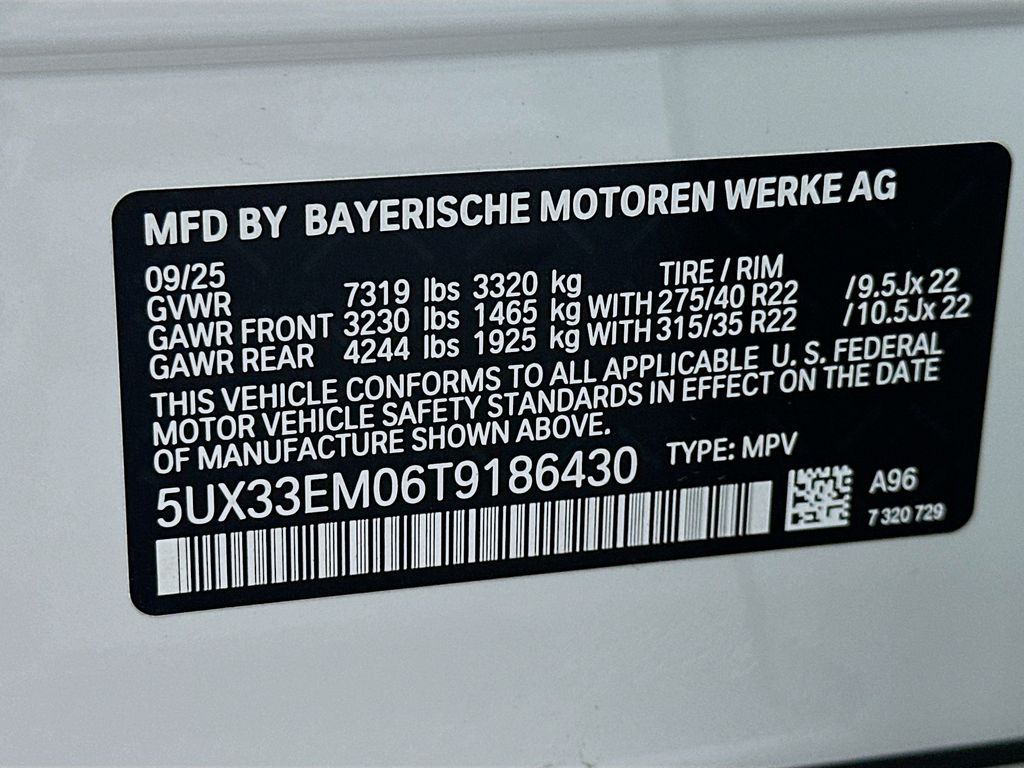 MFD BY BAYERISCHE MOTOREN WERKE AG
09/25 TIRE / RIM
GVWR 7319 lbs 3320 kg
GAWR FRONT 3230 lbs 1465 kg WITH 275/40 R22 /9.5Jx 22
GAWR REAR 4244 lbs 1925 kg WITH 315/35 R22 /10.5Jx 22
THIS VEHICLE CONFORMS TO ALL APPLICABLE U. S. FEDERAL
MOTOR VEHICLE SAFETY STANDARDS IN EFFECT ON THE DATE
OF MANUFACTURE SHOWN ABOVE.
5UX33EM06T9186430 TYPE: MPV
A96
7 320 729